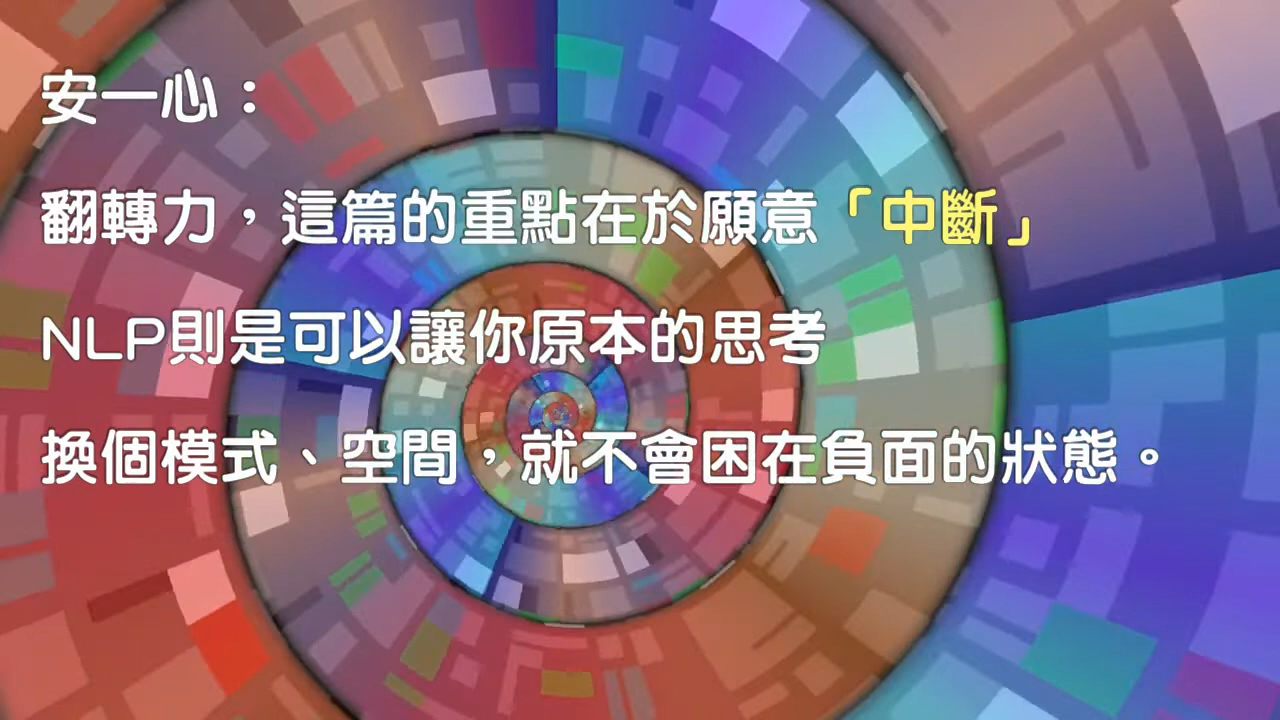 安一心：
翻轉力，這篇的重點在於願意「中斷」
NLP則是可以讓你原本的思考
換個模式、空間，就不會困在負面的狀態。